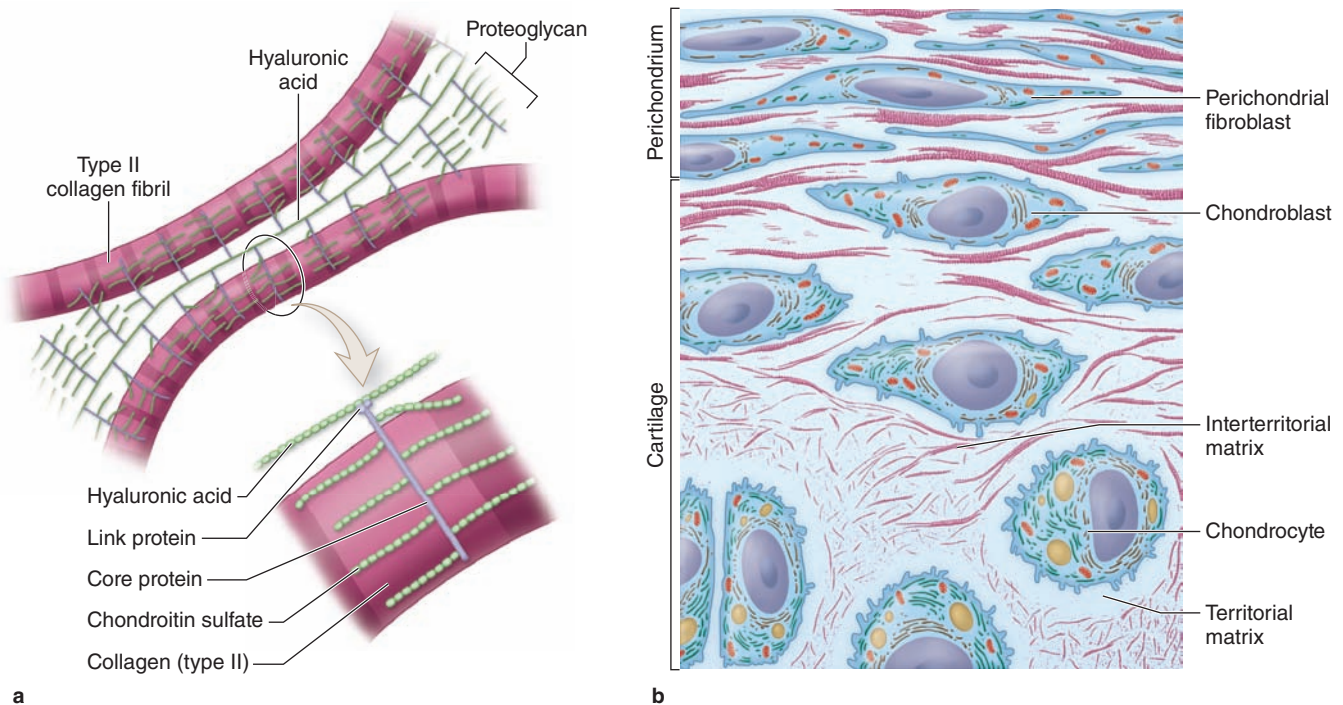 Proteoglycan
Hyaluronic
acid
Type II
collagen fibril
Hyaluronic acid
Link protein
Core protein
Chondroitin sulfate
Collagen (type II)
a
Perichondrium
Cartilage
Perichondrial
fibroblast
Chondroblast
Interterritorial
matrix
Chondrocyte
Territorial
matrix
b